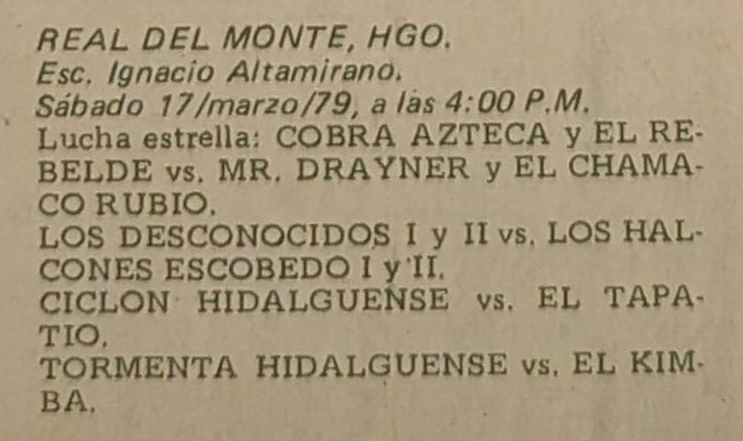 REAL DEL MONTE, HGO.
Esc. Ignacio Altamirano.
Sábado 17/marzo/79, a las 4:00 P.M.
Lucha estrella: COBRA AZTECA y EL RE-
BELDE vs. MR. DRAYNER y EL CHAMA-
CO RUBIO.
LOS DESCONOCIDOS I y II vs. LOS HAL-
CONES ESCOBEDO I y II.
CICLON HIDALGUENSE vs. EL TAPA-
TIO.
TORMENTA HIDALGUENSE vs. EL KIM-
BA.